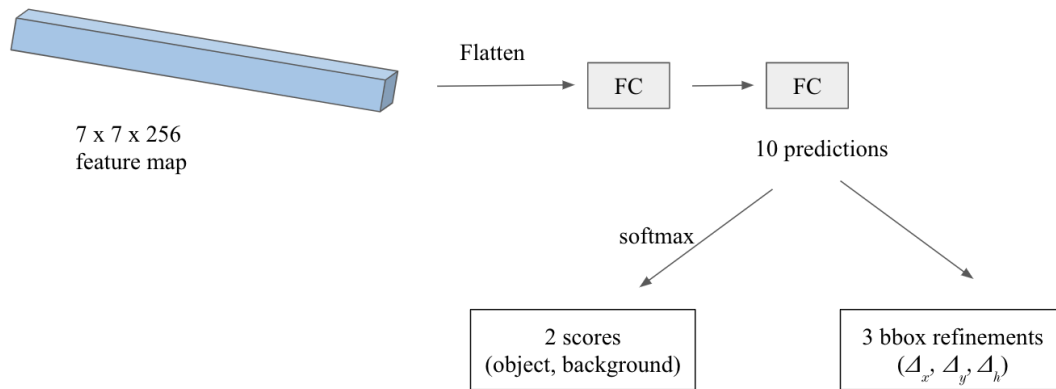 Flatten
FC
FC
7 x 7 x 256
feature map
10 predictions
softmax
2 scores
(object, background)
3 bbox refinements
(Δx, Δy, Δh)